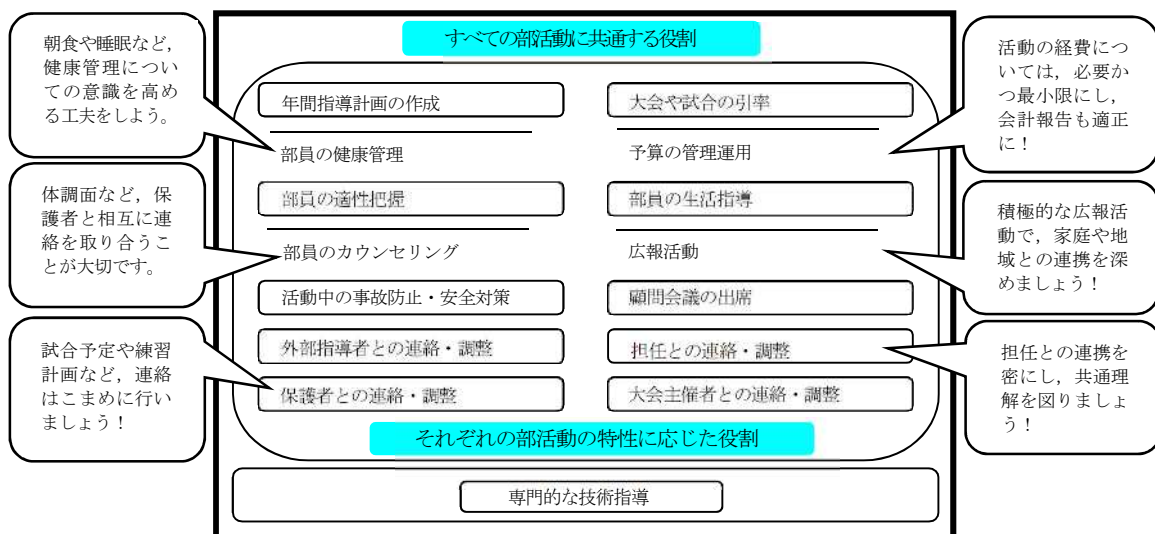 すべての部活動に共通する役割
朝食や睡眠など，
健康管理につい
ての意識を高め
る工夫をしよう。
体調面など，保
護者と相互に連
絡を取り合うこ
とが大切です。
試合予定や練習
計画など，連絡
はこまめに行い
ましょう！
年間指導計画の作成
部員の健康管理
部員の適性把握
部員のカウンセリング
活動中の事故防止・安全対策
外部指導者との連絡・調整
保護者との連絡・調整
大会や試合の引率
予算の管理運用
部員の生活指導
広報活動
顧問会議の出席
担任との連絡・調整
大会主催者との連絡・調整
活動の経費につ
いては，必要か
つ最小限にし，
会計報告も適正
に！
積極的な広報活
動で，家庭や地
域との連携を深
めましょう！
担任との連携を
密にし，共通理
解を図りましょ
う！
それぞれの部活動の特性に応じた役割
専門的な技術指導